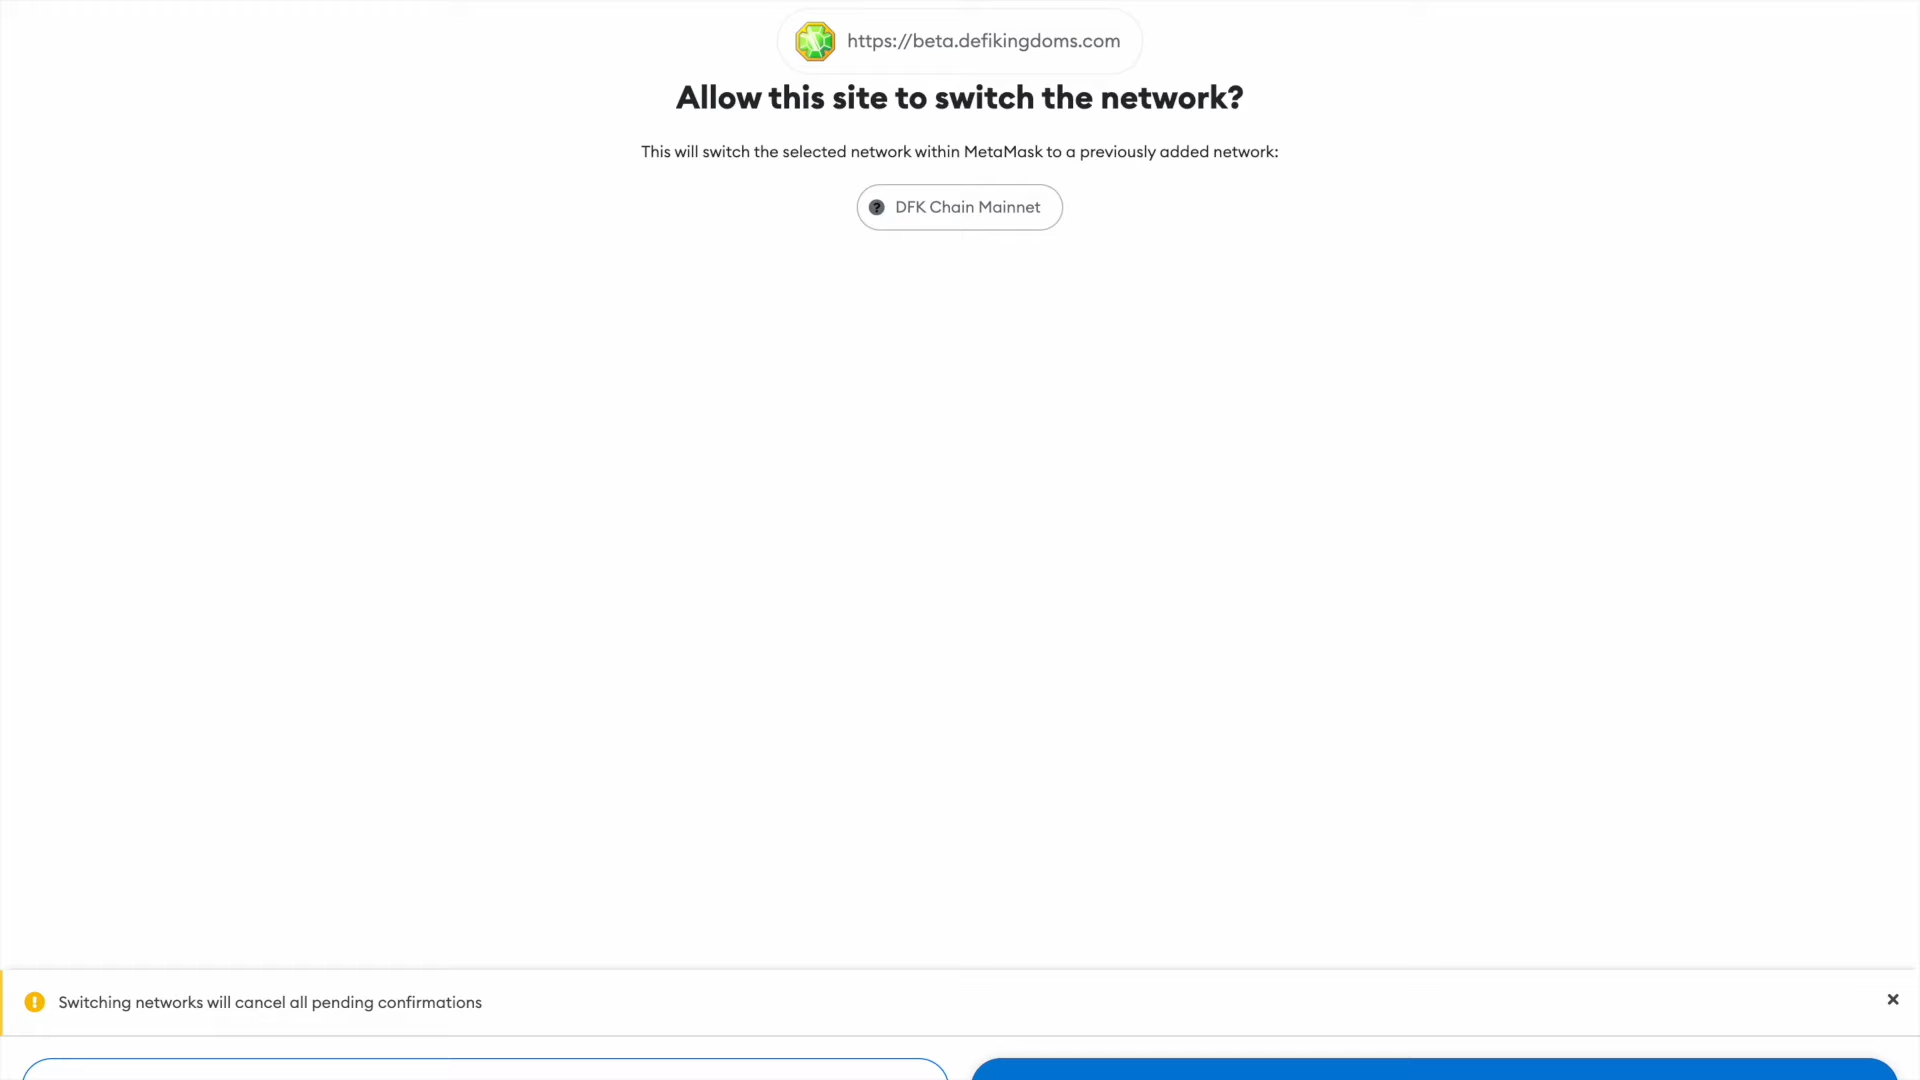 https://beta.defikingdoms.com
Allow this site to switch the network?
This will switch the selected network within MetaMask to a previously added network:
? DFK Chain Mainnet
Switching networks will cancel all pending confirmations